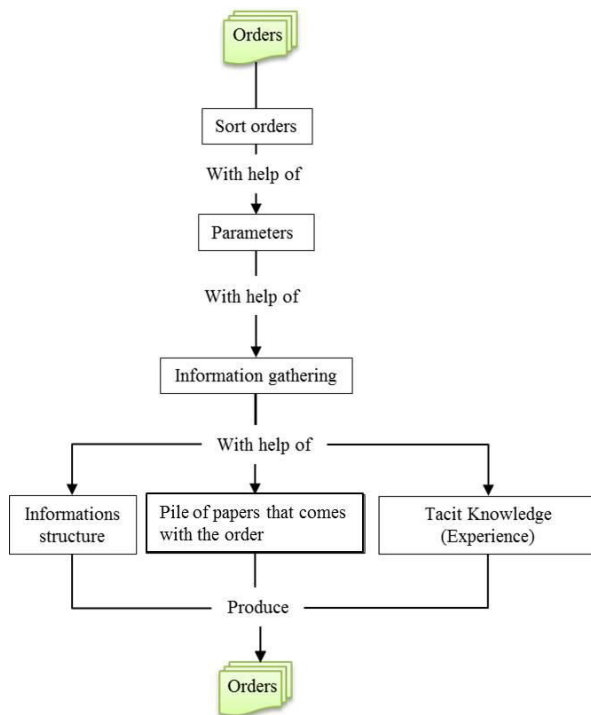 Orders
Sort orders
With help of
Parameters
With help of
Information gathering
With help of
Informations
structure
Pile of papers that comes
with the order
Tacit Knowledge
(Experience)
Produce
Orders